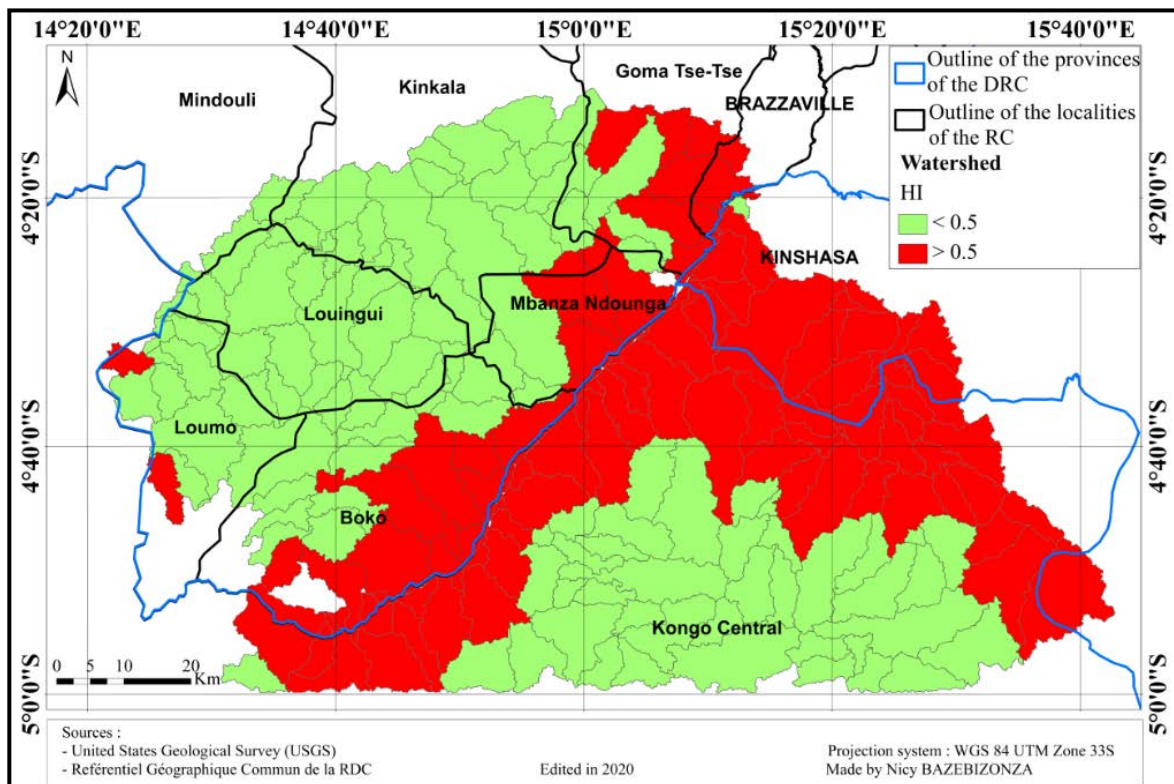 14°20'0"E 14°40'0"E 15°0'0"E 15°20'0"E 15°40'0"E
N
Mindouli
Kinkala
Goma Tse-Tse
BRAZZAVILLE
Outline of the provinces
of the DRC
Outline of the localities
of the RC
Watershed
HI
< 0.5
> 0.5
4°20'0"S 4°20'0"S
KINSHASA
Mbanza Ndounga
Louingui
Loumo
4°40'0"S 4°40'0"S
Boko
Kongo Central
0 5 10 20
Km
5°0'0"S 5°0'0"S
Sources :
- United States Geological Survey (USGS)
- Reférentiel Géographique Commun de la RDC
Edited in 2020
Projection system : WGS 84 UTM Zone 33S
Made by Nicy BAZEBIZONZA